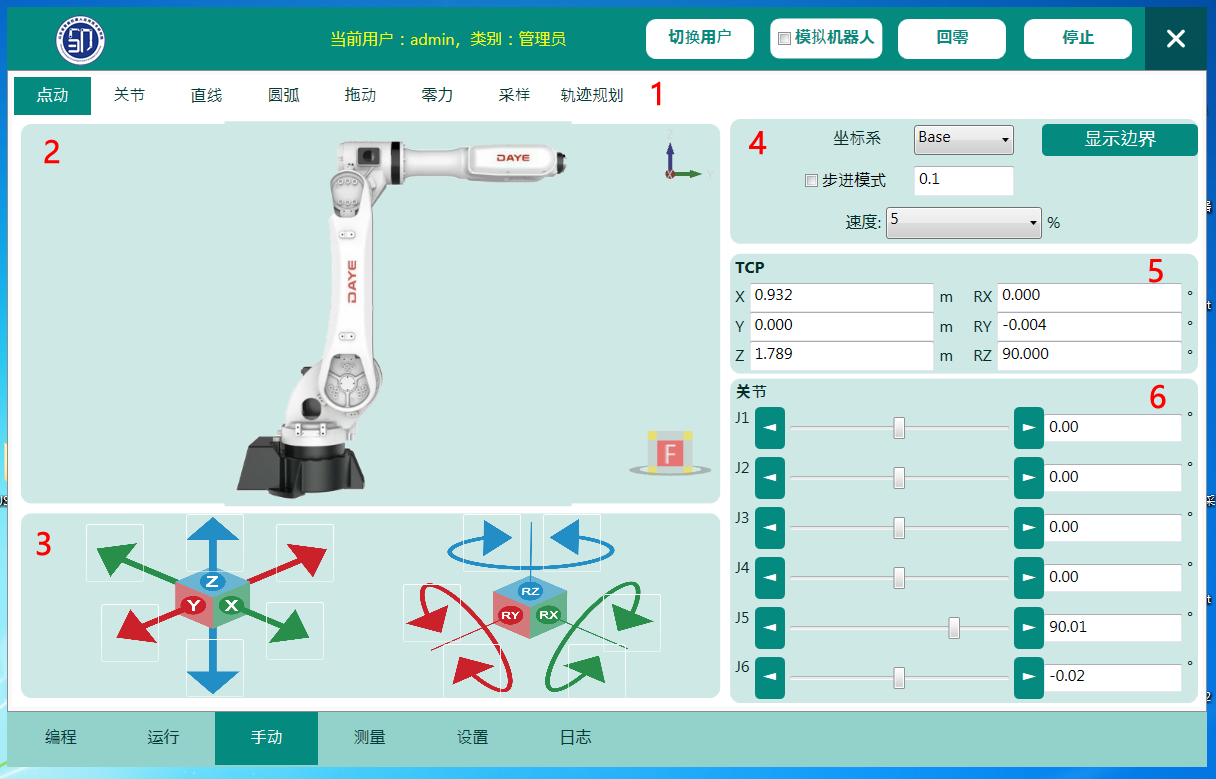 当前用户：admin，类别：管理员
切换用户
模拟机器人
回零
停止
点动 关节 直线 圆弧 拖动 零力 采样 轨迹规划 1
2
DAYE
DAYE
Z
X
Y
F
3
Z
Y X
RZ
RY RX
4
坐标系 Base 显示边界
步进模式 0.1
速度: 5 %
TCP 5
X 0.932 m RX 0.000 °
Y 0.000 m RY -0.004 °
Z 1.789 m RZ 90.000 °
关节 6
J1 0.00 °
J2 0.00 °
J3 0.00 °
J4 0.00 °
J5 90.01 °
J6 -0.02 °
编程 运行 手动 测量 设置 日志